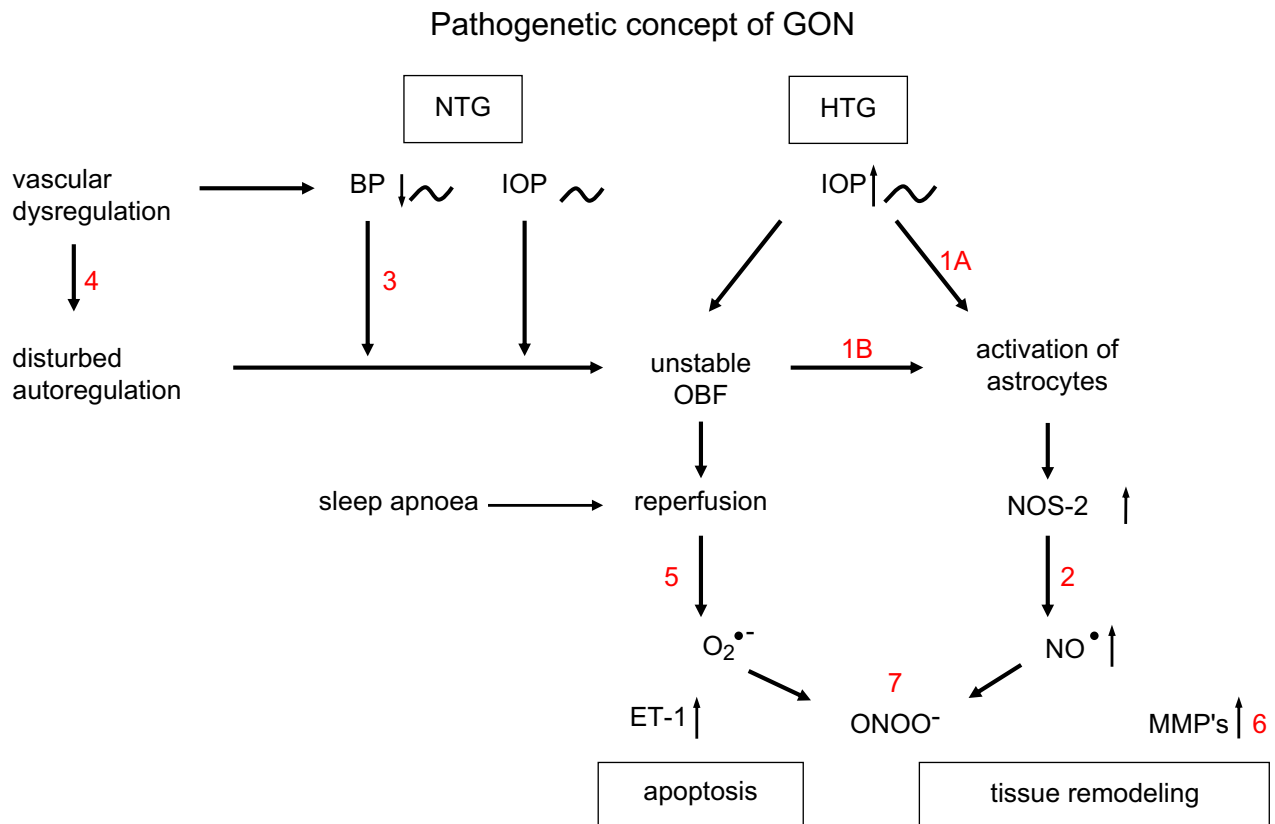 Pathogenetic concept of GON
NTG
HTG
vascular
dysregulation
BP
IOP
IOP
4
3
1A
disturbed
autoregulation
unstable
OBF
1B
activation of
astrocytes
sleep apnoea
reperfusion
NOS-2
5
2
O₂•-
NO•
7
ET-1
ONOO⁻
MMP's
6
apoptosis
tissue remodeling